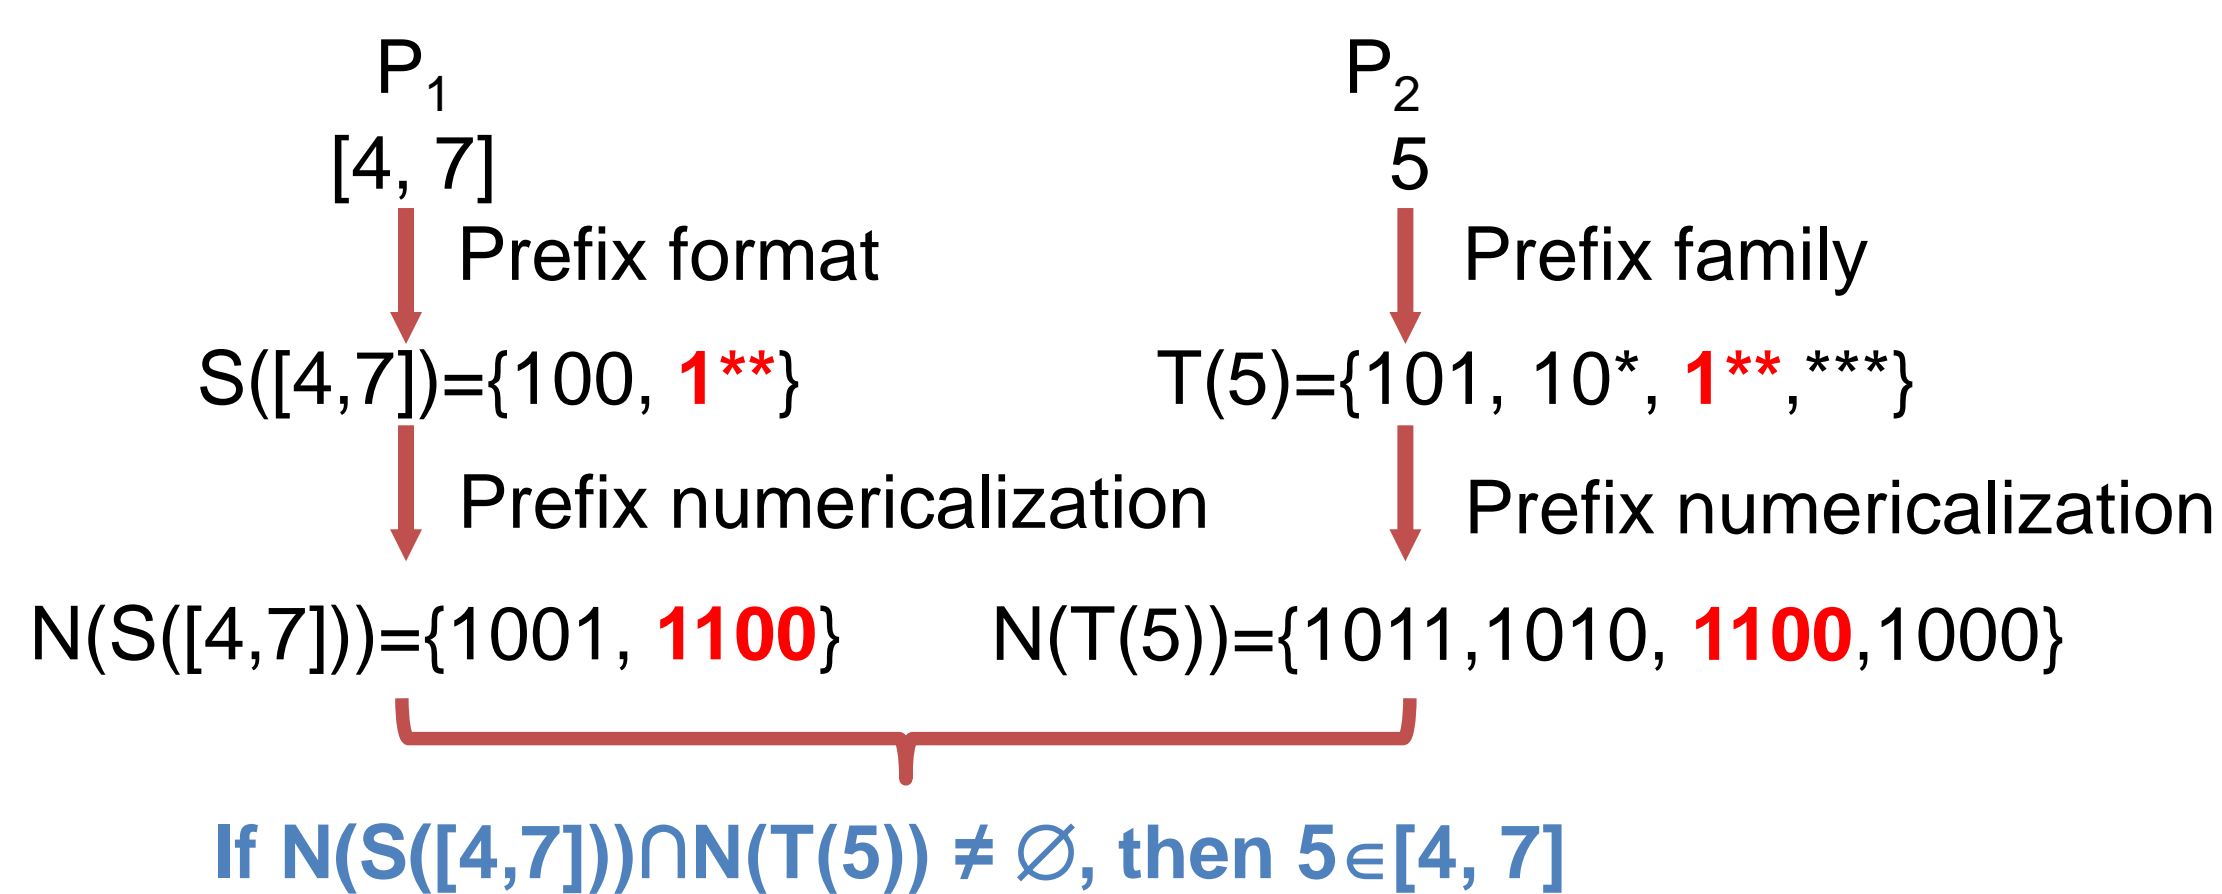 P₁
[4, 7]
Prefix format
S([4,7])={100, 1**}
Prefix numericalization
N(S([4,7]))={1001, 1100}
P₂
5
Prefix family
T(5)={101, 10*, 1**,***}
Prefix numericalization
N(T(5))={1011,1010, 1100,1000}
If N(S([4,7]))∩N(T(5)) ≠ ∅, then 5∈[4, 7]